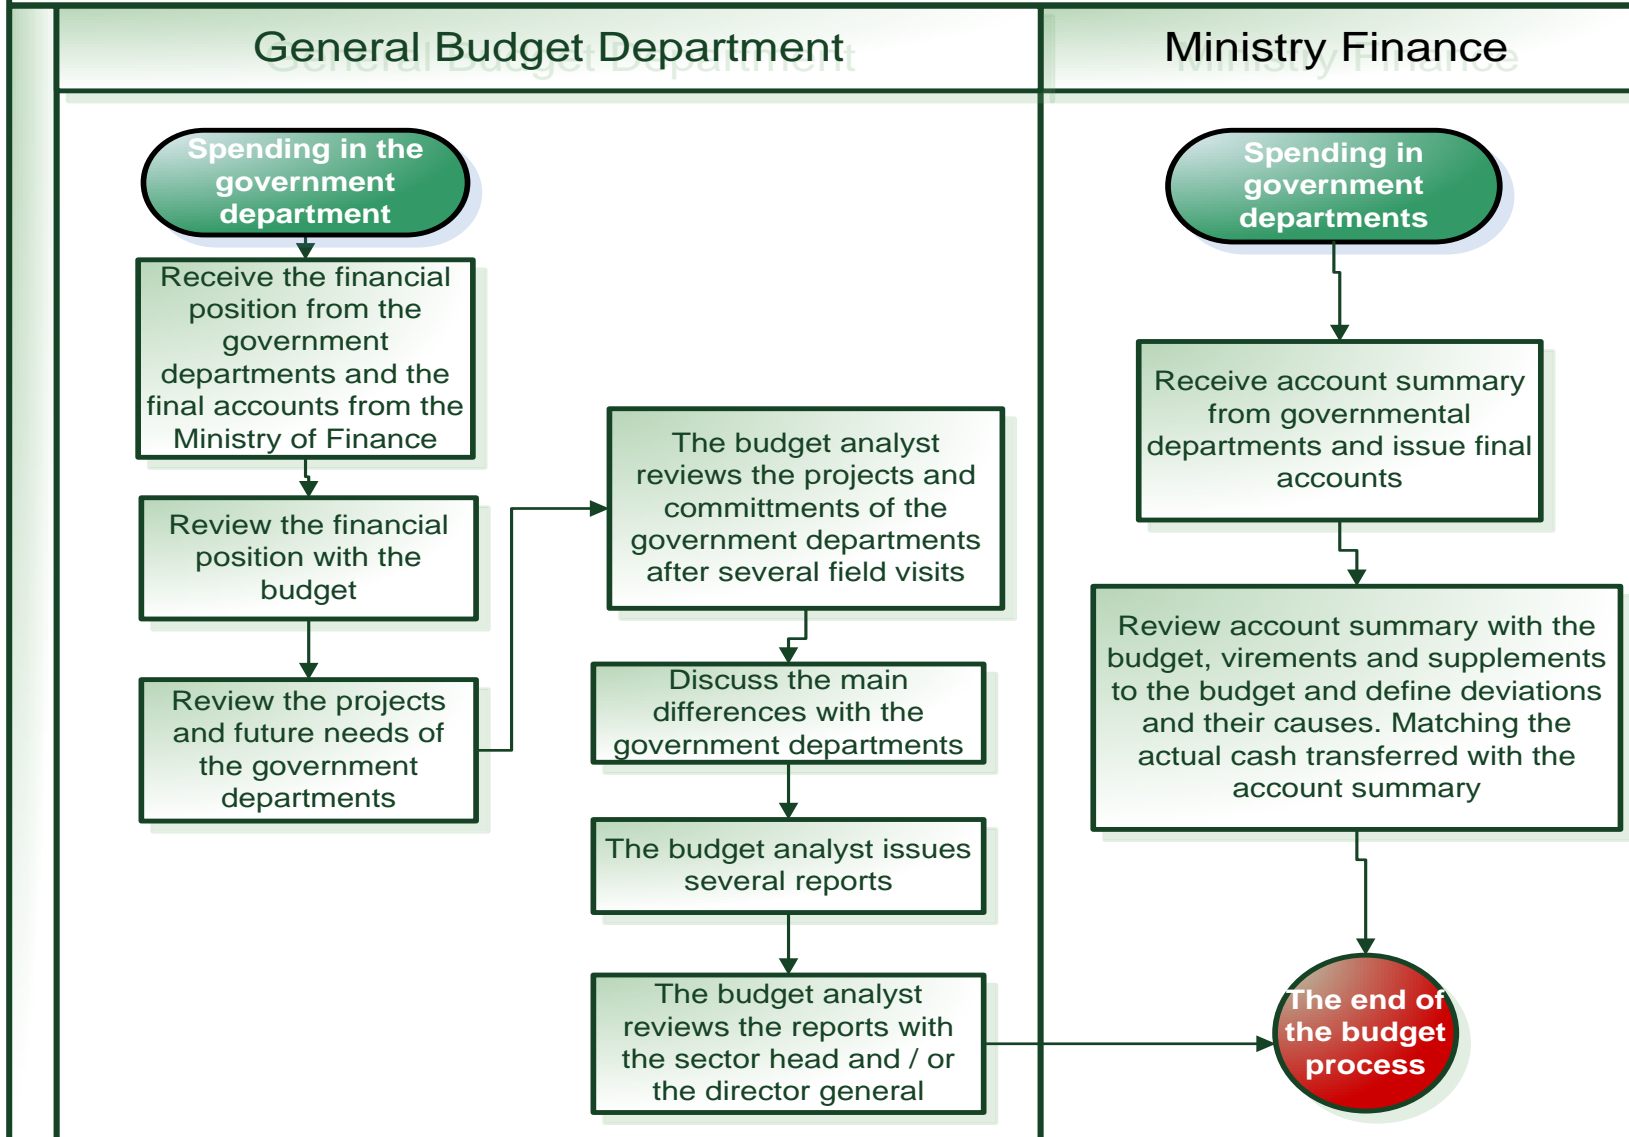 General Budget Department
Ministry Finance
Spending in the
government
department
Receive the financial
position from the
government
departments and the
final accounts from the
Ministry of Finance
Review the financial
position with the
budget
Review the projects
and future needs of
the government
departments
The budget analyst
reviews the projects and
committments of the
government departments
after several field visits
Discuss the main
differences with the
government departments
The budget analyst issues
several reports
The budget analyst
reviews the reports with
the sector head and / or
the director general
Spending in
government
departments
Receive account summary
from governmental
departments and issue final
accounts
Review account summary with the
budget, virements and supplements
to the budget and define deviations
and their causes. Matching the
actual cash transferred with the
account summary
The end of
the budget
process